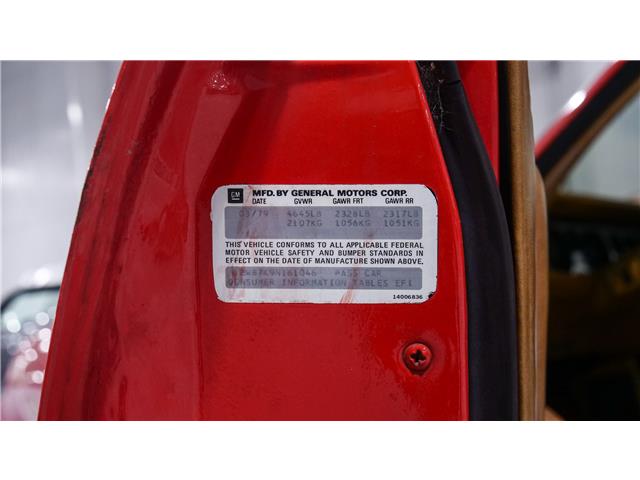 GM MFD. BY GENERAL MOTORS CORP.
DATE GVWR GAWR FRT GAWR RR
03/79 4645LB 2328LB 2317LB
2107KG 1056KG 1051KG
THIS VEHICLE CONFORMS TO ALL APPLICABLE FEDERAL
MOTOR VEHICLE SAFETY AND BUMPER STANDARDS IN
EFFECT ON THE DATE OF MANUFACTURE SHOWN ABOVE.
PASS CAR
CONSUMER INFORMATION TABLES EFI
14006836